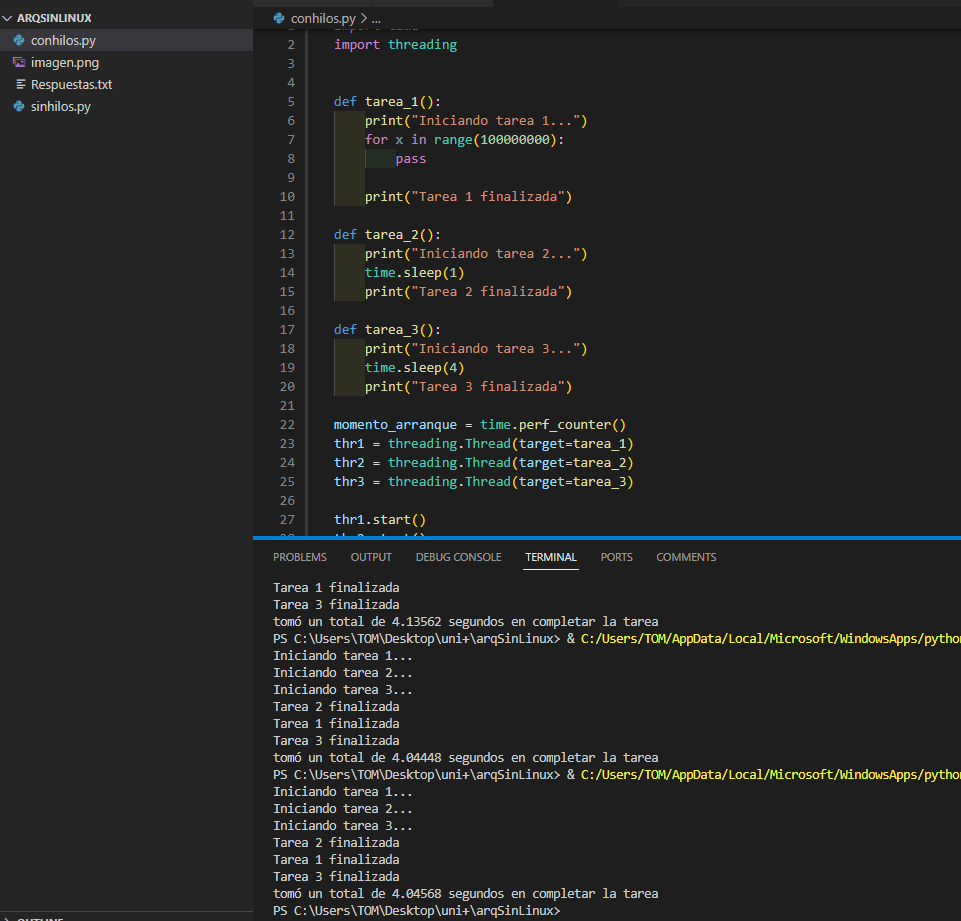 ARQSINLINUX
conhilos.py
imagen.png
Respuestas.txt
sinhilos.py
conhilos.py > ...
2 import threading
3
4
5 def tarea_1():
6 print("Iniciando tarea 1...")
7 for x in range(100000000):
8 pass
9
10 print("Tarea 1 finalizada")
11
12 def tarea_2():
13 print("Iniciando tarea 2...")
14 time.sleep(1)
15 print("Tarea 2 finalizada")
16
17 def tarea_3():
18 print("Iniciando tarea 3...")
19 time.sleep(4)
20 print("Tarea 3 finalizada")
21
22 momento_arranque = time.perf_counter()
23 thr1 = threading.Thread(target=tarea_1)
24 thr2 = threading.Thread(target=tarea_2)
25 thr3 = threading.Thread(target=tarea_3)
26
27 thr1.start()
PROBLEMS OUTPUT DEBUG CONSOLE TERMINAL PORTS COMMENTS
Tarea 1 finalizada
Tarea 3 finalizada
tomó un total de 4.13562 segundos en completar la tarea
PS C:\Users\TOM\Desktop\uni+\arqSinLinux> & C:/Users/TOM/AppData/Local/Microsoft/WindowsApps/pytho
Iniciando tarea 1...
Iniciando tarea 2...
Iniciando tarea 3...
Tarea 2 finalizada
Tarea 1 finalizada
Tarea 3 finalizada
tomó un total de 4.04448 segundos en completar la tarea
PS C:\Users\TOM\Desktop\uni+\arqSinLinux> & C:/Users/TOM/AppData/Local/Microsoft/WindowsApps/pytho
Iniciando tarea 1...
Iniciando tarea 2...
Iniciando tarea 3...
Tarea 2 finalizada
Tarea 1 finalizada
Tarea 3 finalizada
tomó un total de 4.04568 segundos en completar la tarea
PS C:\Users\TOM\Desktop\uni+\arqSinLinux>